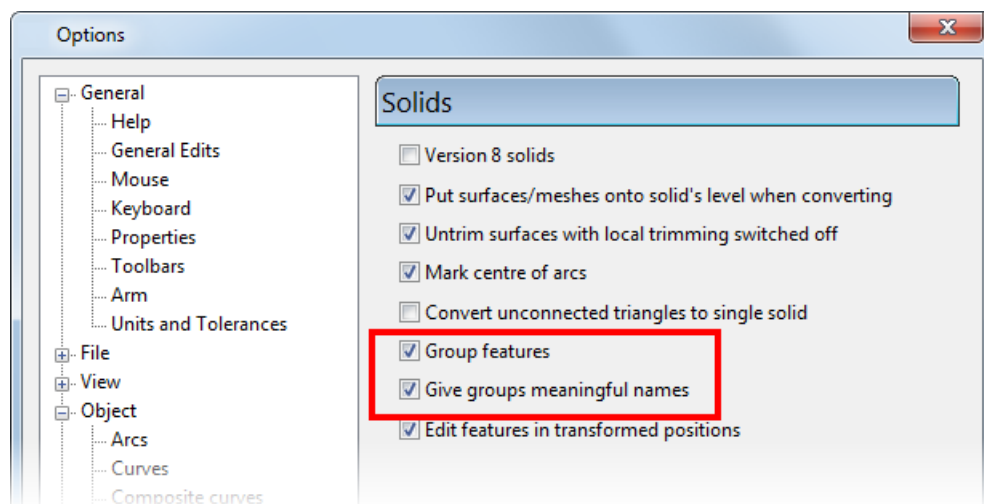 Options
General
Help
General Edits
Mouse
Keyboard
Properties
Toolbars
Arm
Units and Tolerances
File
View
Object
Arcs
Curves
Composite curves
Solids
Version 8 solids
Put surfaces/meshes onto solid's level when converting
Untrim surfaces with local trimming switched off
Mark centre of arcs
Convert unconnected triangles to single solid
Group features
Give groups meaningful names
Edit features in transformed positions